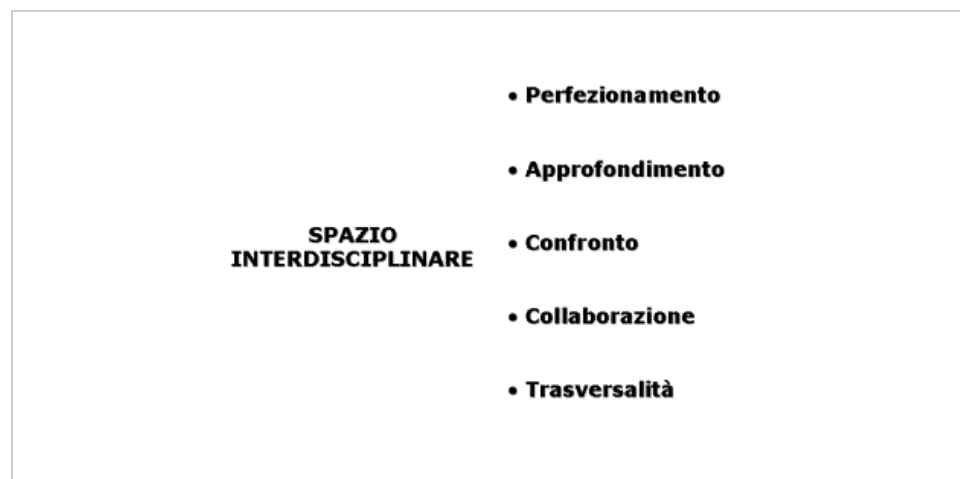 SPAZIO
INTERDISCIPLINARE
• Perfezionamento
• Approfondimento
• Confronto
• Collaborazione
• Trasversalità